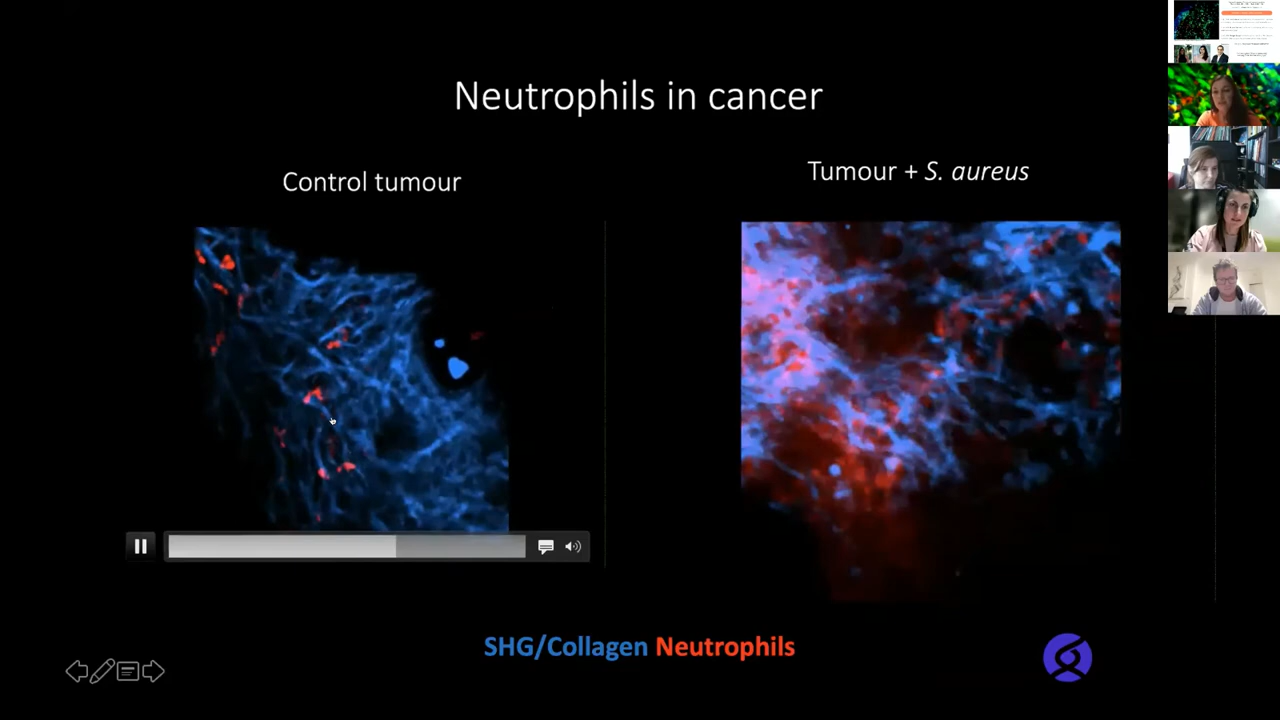 Neutrophils in cancer
Control tumour
Tumour + S. aureus
SHG/Collagen Neutrophils